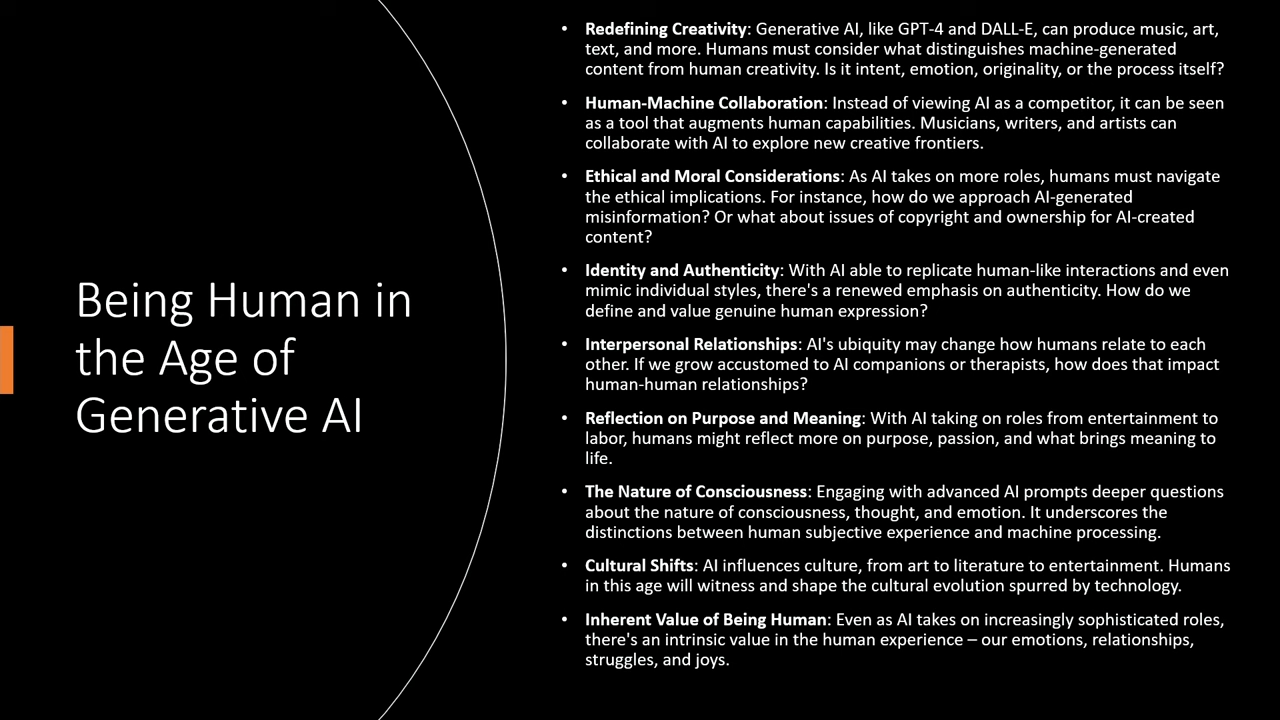 Being Human in
the Age of
Generative AI
• Redefining Creativity: Generative AI, like GPT-4 and DALL-E, can produce music, art,
text, and more. Humans must consider what distinguishes machine-generated
content from human creativity. Is it intent, emotion, originality, or the process itself?
• Human-Machine Collaboration: Instead of viewing AI as a competitor, it can be seen
as a tool that augments human capabilities. Musicians, writers, and artists can
collaborate with AI to explore new creative frontiers.
• Ethical and Moral Considerations: As AI takes on more roles, humans must navigate
the ethical implications. For instance, how do we approach AI-generated
misinformation? Or what about issues of copyright and ownership for AI-created
content?
• Identity and Authenticity: With AI able to replicate human-like interactions and even
mimic individual styles, there's a renewed emphasis on authenticity. How do we
define and value genuine human expression?
• Interpersonal Relationships: AI's ubiquity may change how humans relate to each
other. If we grow accustomed to AI companions or therapists, how does that impact
human-human relationships?
• Reflection on Purpose and Meaning: With AI taking on roles from entertainment to
labor, humans might reflect more on purpose, passion, and what brings meaning to
life.
• The Nature of Consciousness: Engaging with advanced AI prompts deeper questions
about the nature of consciousness, thought, and emotion. It underscores the
distinctions between human subjective experience and machine processing.
• Cultural Shifts: AI influences culture, from art to literature to entertainment. Humans
in this age will witness and shape the cultural evolution spurred by technology.
• Inherent Value of Being Human: Even as AI takes on increasingly sophisticated roles,
there's an intrinsic value in the human experience – our emotions, relationships,
struggles, and joys.